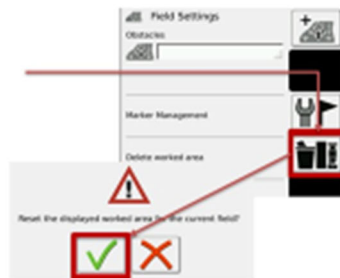 Field Settings
Obstacles
Marker Management
Delete worked area
Reset the displayed worked area for the current field?